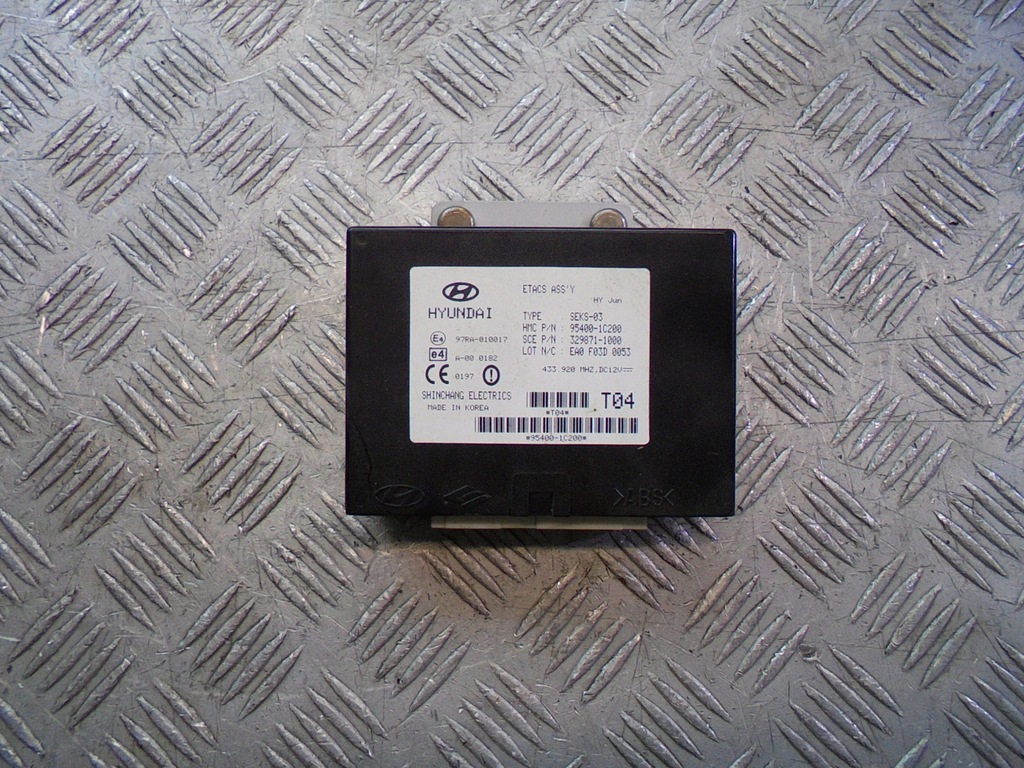 HYUNDAI
ETACS ASS'Y
HY Jun
TYPE : SEKS-03
HMC P/N : 95400-1C200
SCE P/N : 329871-1000
LOT N/C : EA0 F03D 0053
E4 97RA-010017
e4 A-00 0182
CE 0197
433.920 MHZ,DC12V
SHINCHANG ELECTRICS
MADE IN KOREA
T04
*T04*
*95400-1C200*
>ABS<